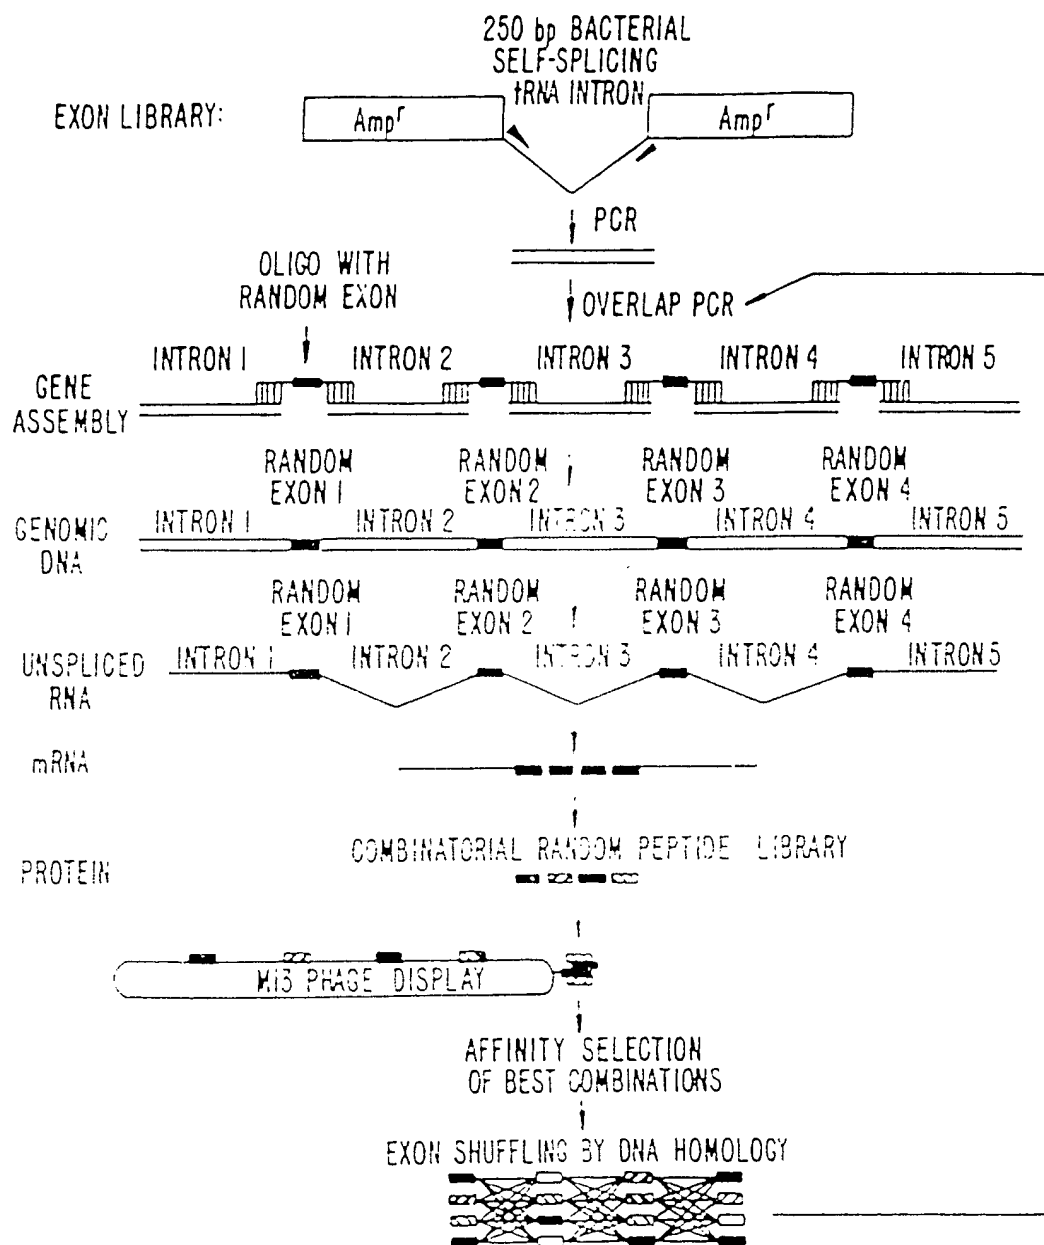 250 bp BACTERIAL
SELF-SPLICING
tRNA INTRON
EXON LIBRARY:
Ampr
Ampr
PCR
OLIGO WITH
RANDOM EXON
OVERLAP PCR
INTRON 1 INTRON 2 INTRON 3 INTRON 4 INTRON 5
GENE
ASSEMBLY
RANDOM
EXON 1
RANDOM
EXON 2
RANDOM
EXON 3
RANDOM
EXON 4
INTRON 1 INTRON 2 INTRON 3 INTRON 4 INTRON 5
GENOMIC
DNA
RANDOM
EXON 1
RANDOM
EXON 2
RANDOM
EXON 3
RANDOM
EXON 4
INTRON 1 INTRON 2 INTRON 3 INTRON 4 INTRON 5
UNSPLICED
RNA
mRNA
COMBINATORIAL RANDOM PEPTIDE LIBRARY
PROTEIN
M13 PHAGE DISPLAY
AFFINITY SELECTION
OF BEST COMBINATIONS
EXON SHUFFLING BY DNA HOMOLOGY